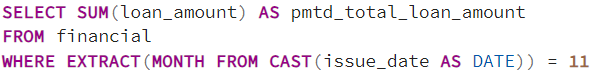 SELECT SUM(loan_amount) AS pmtd_total_loan_amount
FROM financial
WHERE EXTRACT(MONTH FROM CAST(issue_date AS DATE)) = 11